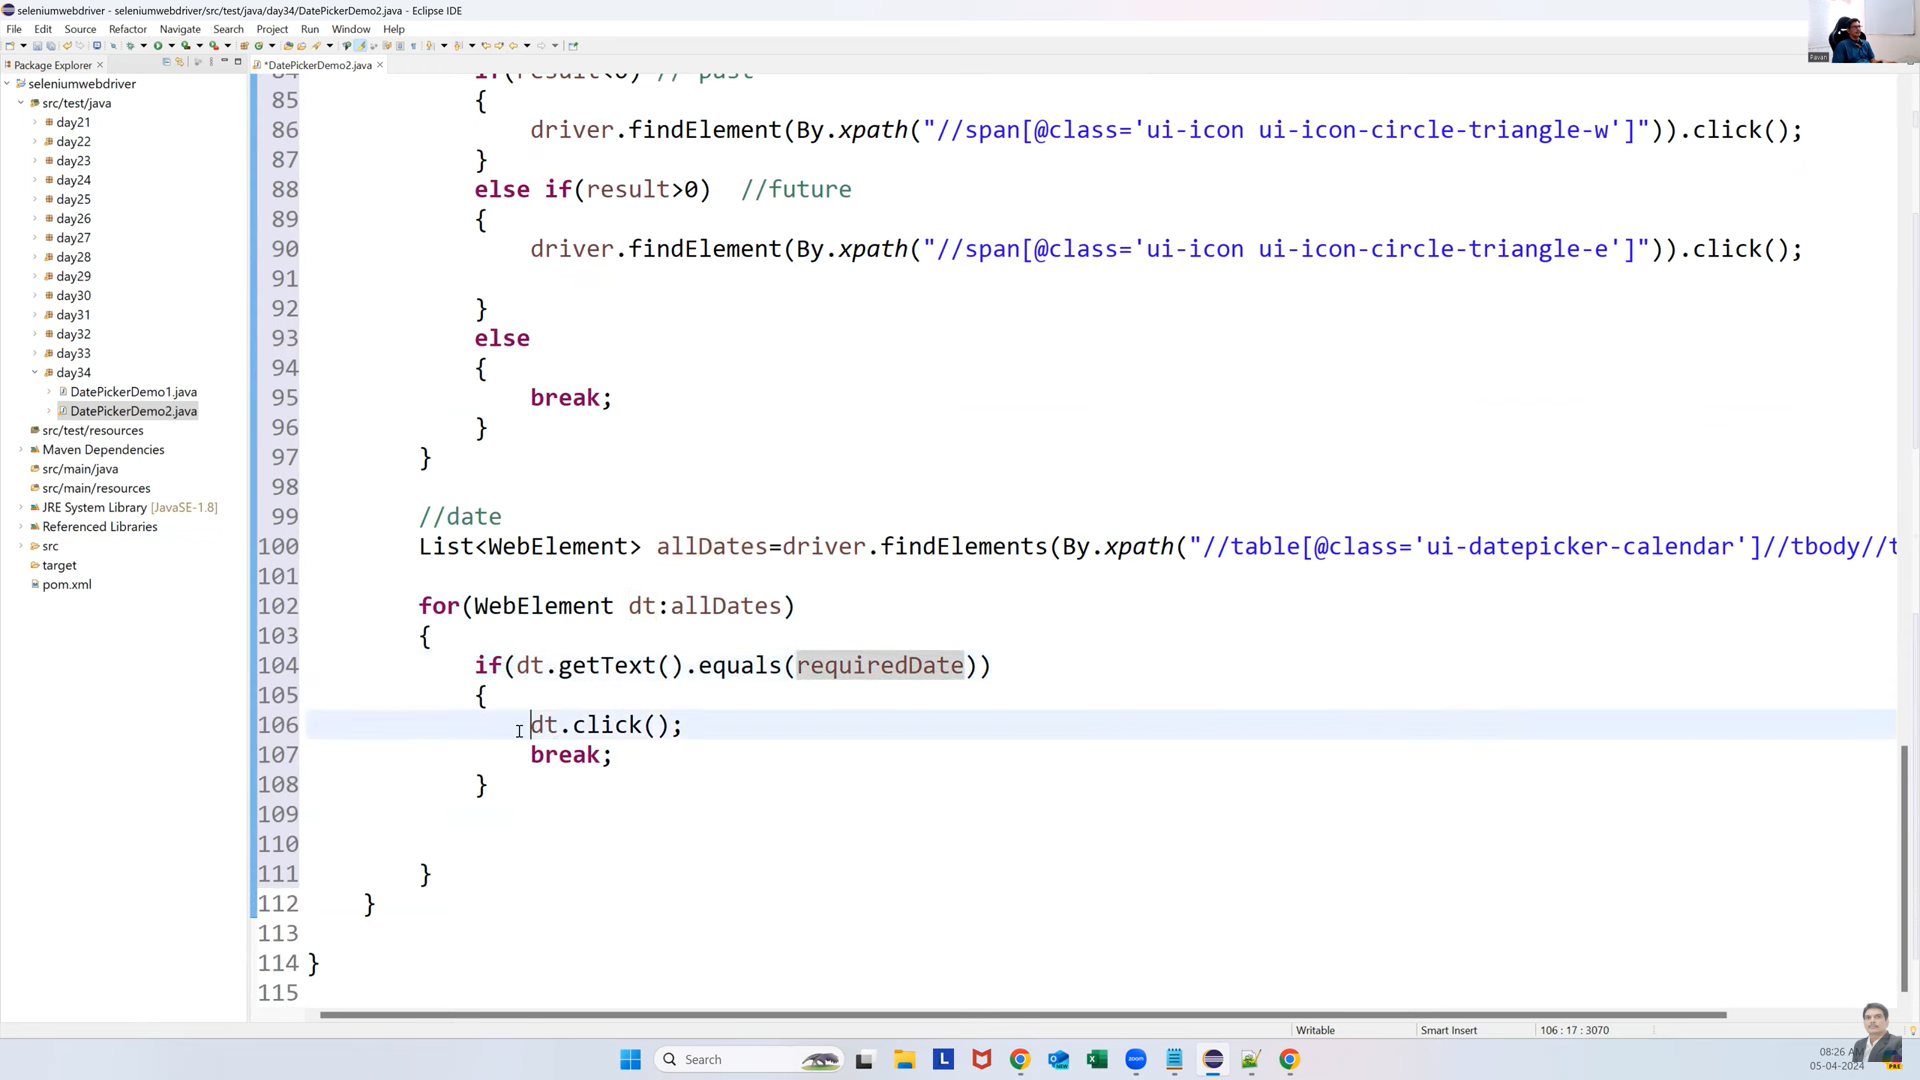 seleniumwebdriver - seleniumwebdriver/src/test/java/day34/DatePickerDemo2.java - Eclipse IDE
File Edit Source Refactor Navigate Search Project Run Window Help
Package Explorer
*DatePickerDemo2.java
Pavan
seleniumwebdriver
src/test/java
day21
day22
day23
day24
day25
day26
day27
day28
day29
day30
day31
day32
day33
day34
DatePickerDemo1.java
DatePickerDemo2.java
src/test/resources
Maven Dependencies
src/main/java
src/main/resources
JRE System Library [JavaSE-1.8]
Referenced Libraries
src
target
pom.xml
84 if(result<0) // past
85 {
86 driver.findElement(By.xpath("//span[@class='ui-icon ui-icon-circle-triangle-w']")).click();
87 }
88 else if(result>0) //future
89 {
90 driver.findElement(By.xpath("//span[@class='ui-icon ui-icon-circle-triangle-e']")).click();
91
92 }
93 else
94 {
95 break;
96 }
97 }
98
99 //date
100 List<WebElement> allDates=driver.findElements(By.xpath("//table[@class='ui-datepicker-calendar']//tbody//t
101
102 for(WebElement dt:allDates)
103 {
104 if(dt.getText().equals(requiredDate))
105 {
106 dt.click();
107 break;
108 }
109
110
111 }
112 }
113
114 }
115
Writable Smart Insert 106 : 17 : 3070
Search
08:26 AM
05-04-2024